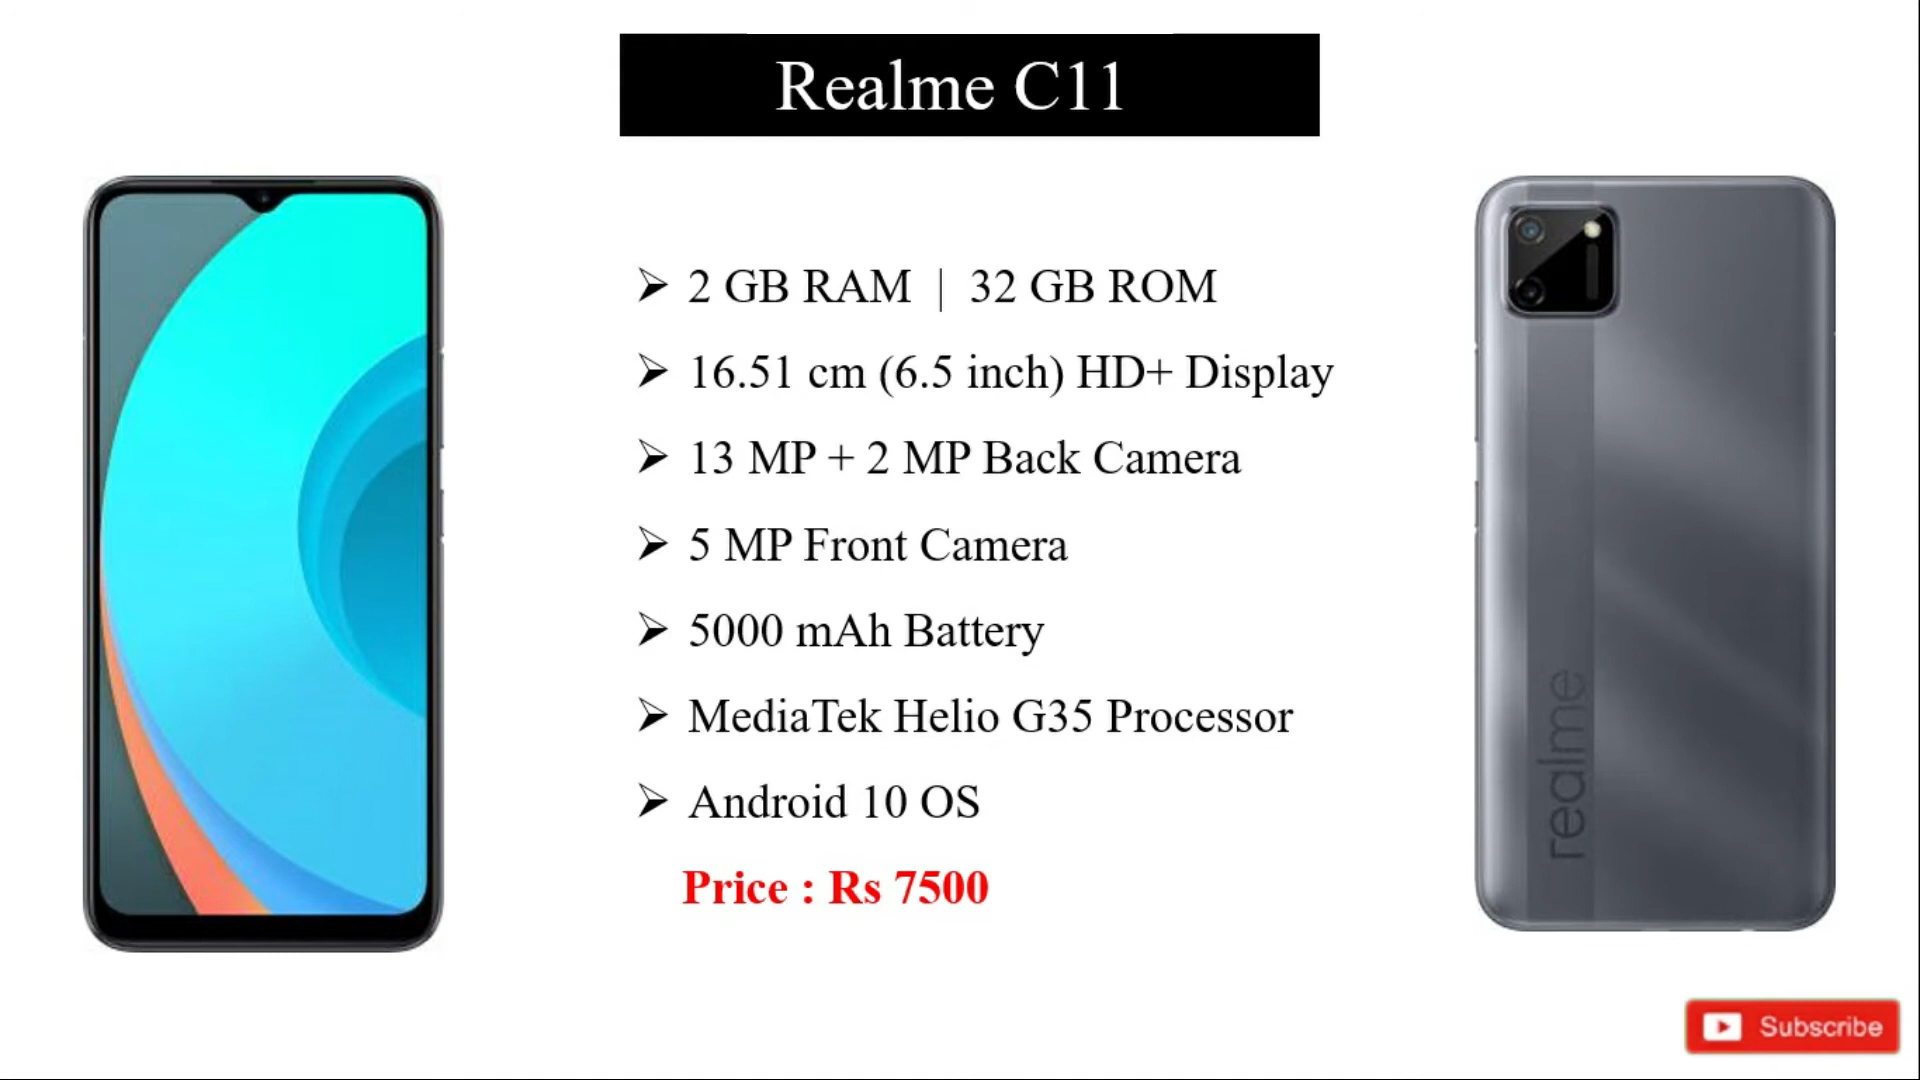 Realme C11
2 GB RAM | 32 GB ROM
16.51 cm (6.5 inch) HD+ Display
13 MP + 2 MP Back Camera
5 MP Front Camera
5000 mAh Battery
MediaTek Helio G35 Processor
Android 10 OS
Price : Rs 7500
realme
Subscribe